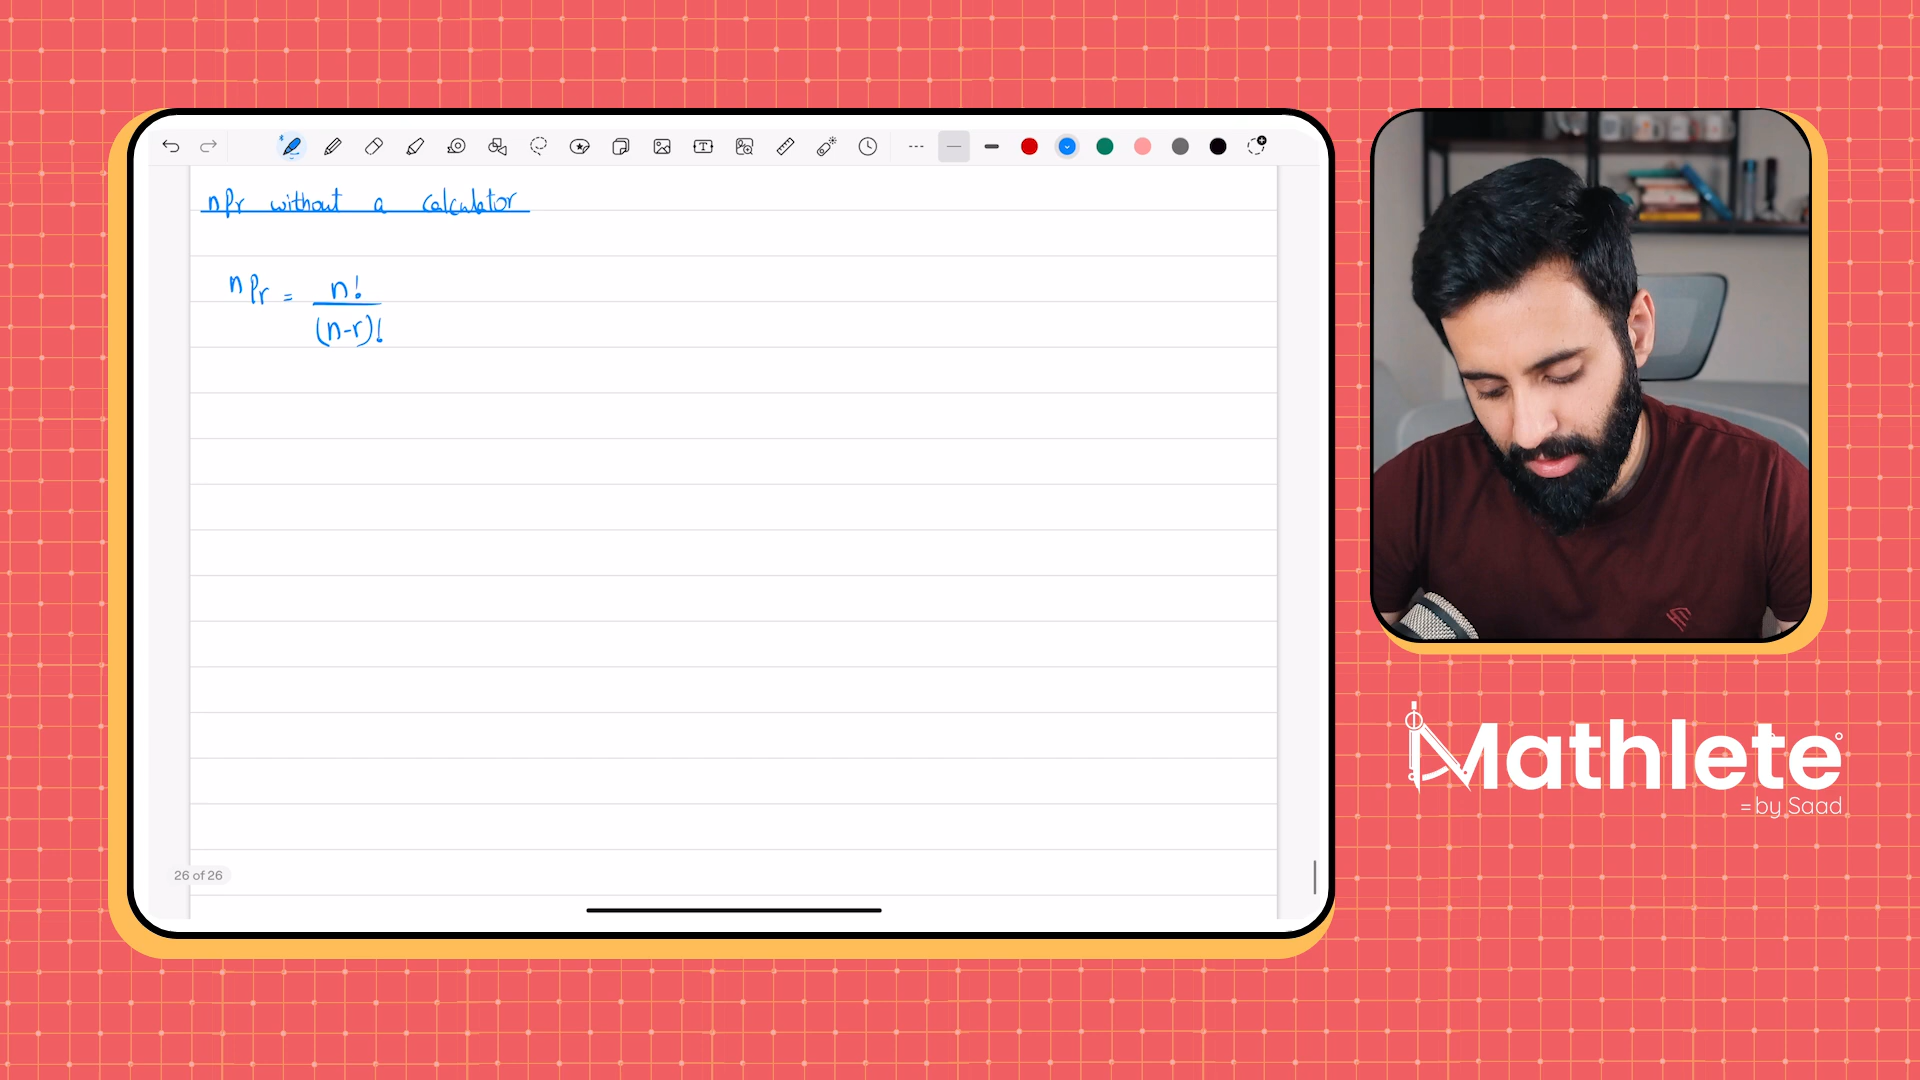 nPr without a calculator
nPr = n!
(n-r)!
26 of 26
Mathlete
= by Saad